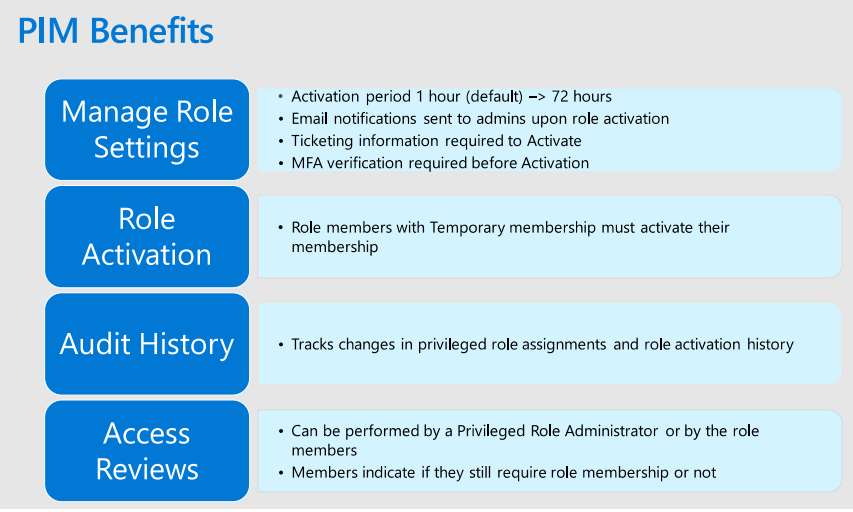 PIM Benefits
Manage Role
Settings
• Activation period 1 hour (default) –> 72 hours
• Email notifications sent to admins upon role activation
• Ticketing information required to Activate
• MFA verification required before Activation
Role
Activation
• Role members with Temporary membership must activate their
membership
Audit History
• Tracks changes in privileged role assignments and role activation history
Access
Reviews
• Can be performed by a Privileged Role Administrator or by the role
members
• Members indicate if they still require role membership or not